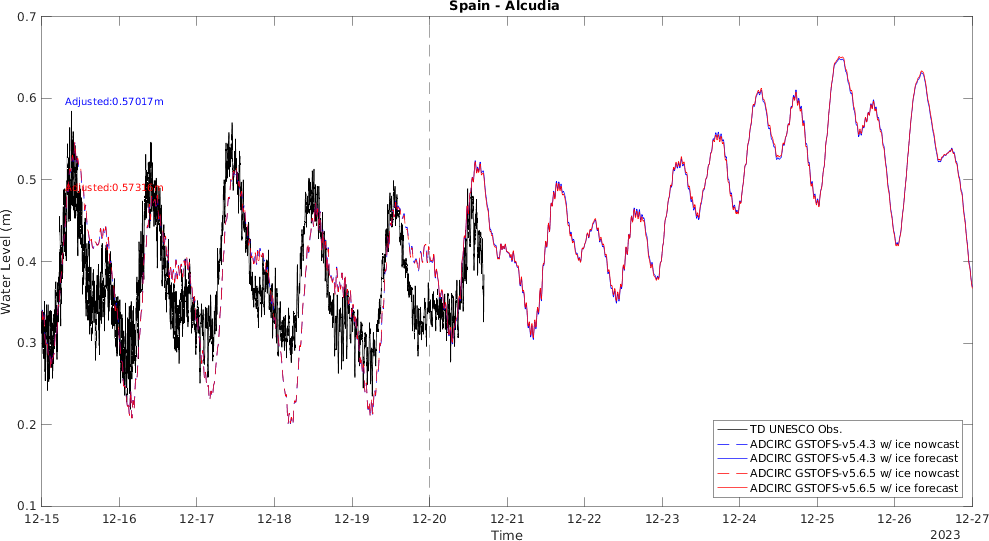 Spain - Alcudia
0.7
0.6
0.5
0.4
0.3
0.2
0.1
Water Level (m)
Adjusted:0.57017m
Adjusted:0.57316m
TD UNESCO Obs.
ADCIRC GSTOFS-v5.4.3 w/ ice nowcast
ADCIRC GSTOFS-v5.4.3 w/ ice forecast
ADCIRC GSTOFS-v5.6.5 w/ ice nowcast
ADCIRC GSTOFS-v5.6.5 w/ ice forecast
12-15 12-16 12-17 12-18 12-19 12-20 12-21 12-22 12-23 12-24 12-25 12-26 12-27
Time
2023